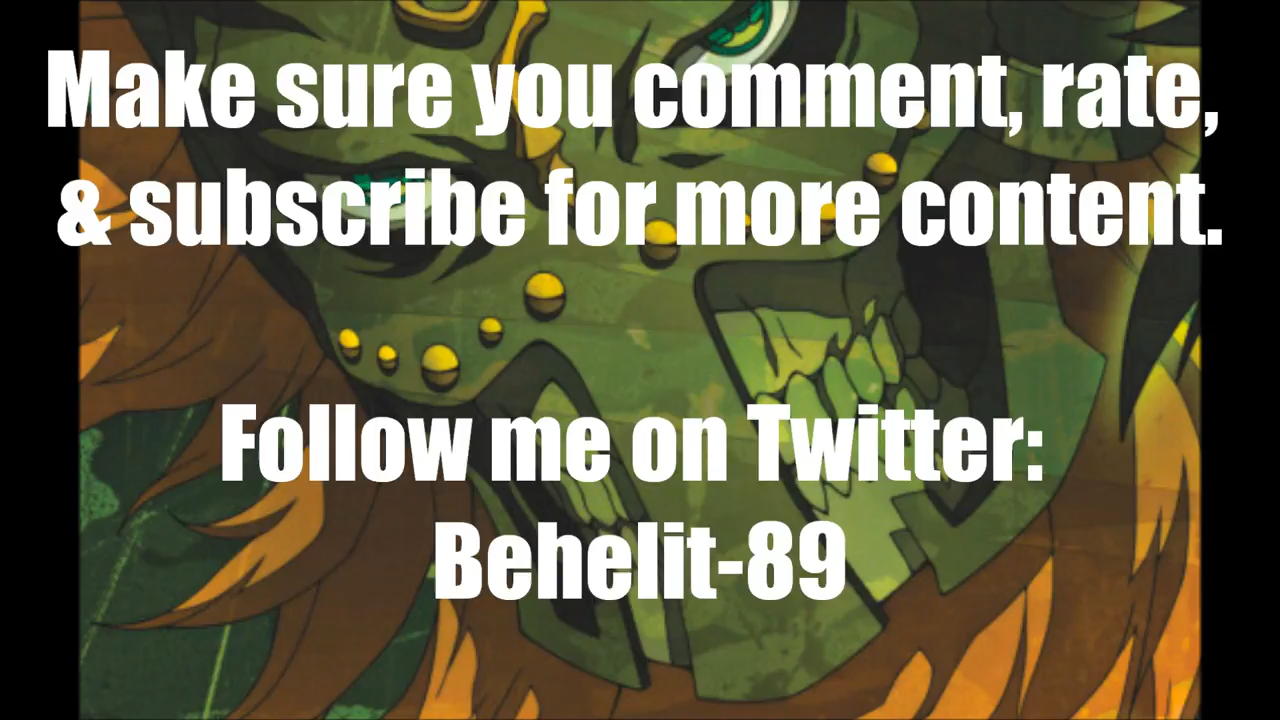 Make sure you comment, rate,
& subscribe for more content.
Follow me on Twitter:
Behelit-89